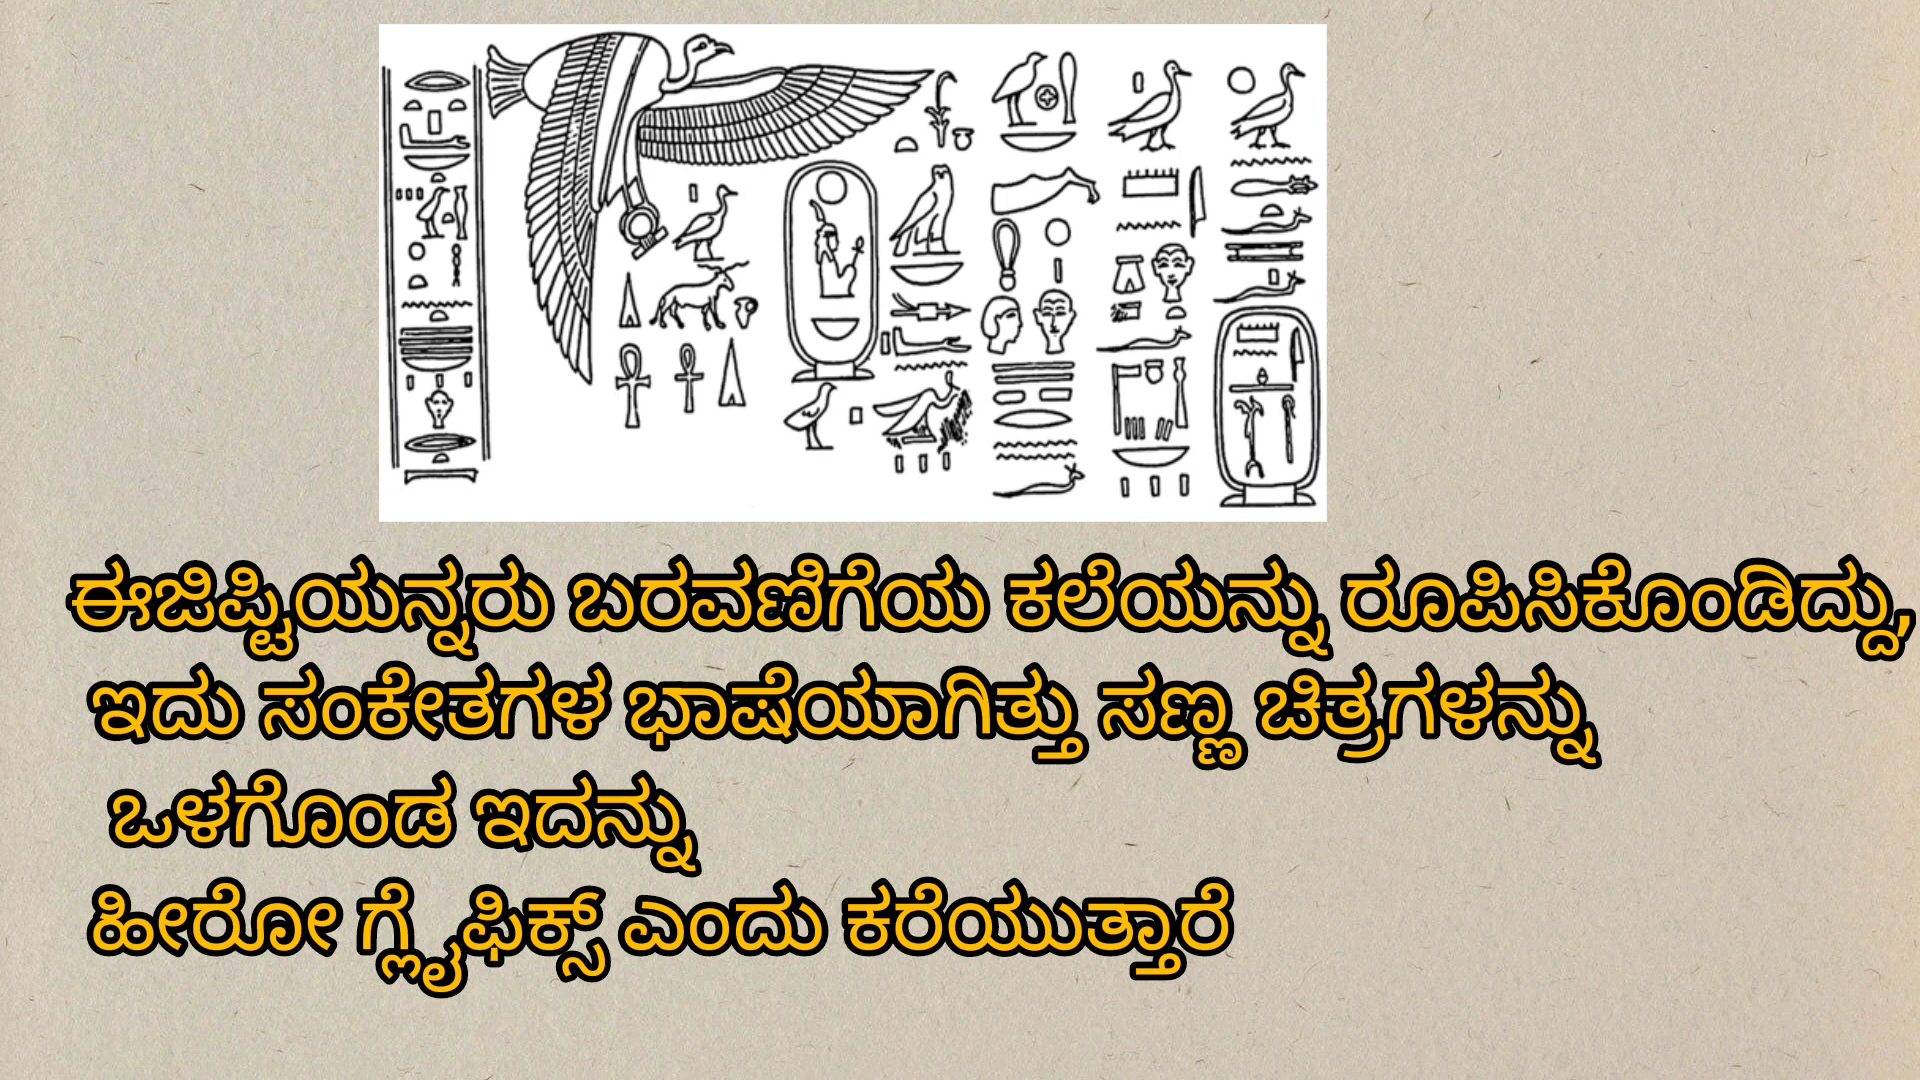 ಈಜಿಪ್ಟಿಯನ್ನರು ಬರವಣಿಗೆಯ ಕಲೆಯನ್ನು ರೂಪಿಸಿಕೊಂಡಿದ್ದು,
ಇದು ಸಂಕೇತಗಳ ಭಾಷೆಯಾಗಿತ್ತು ಸಣ್ಣ ಚಿತ್ರಗಳನ್ನು
ಒಳಗೊಂಡ ಇದನ್ನು
ಹೀರೋ ಗ್ಲೈಫಿಕ್ಸ್ ಎಂದು ಕರೆಯುತ್ತಾರೆ